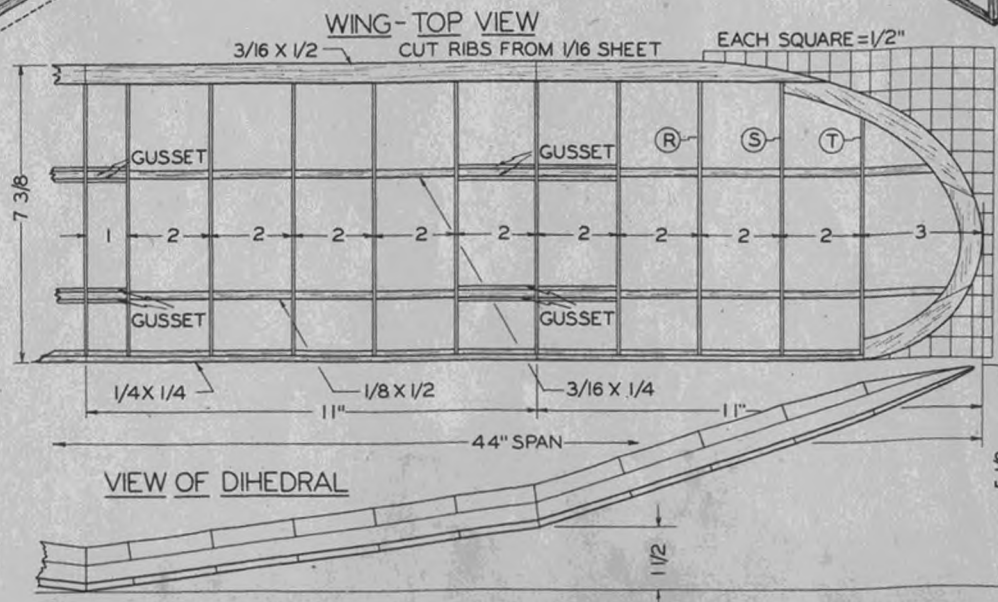 WING-TOP VIEW
3/16 X 1/2
CUT RIBS FROM 1/16 SHEET
EACH SQUARE=1/2"
GUSSET
GUSSET
R
S
T
7 3/8
1 2 2 2 2 2 2 2 2 2 3
GUSSET
GUSSET
1/4 X 1/4
1/8 X 1/2
3/16 X 1/4
11"
11"
44" SPAN
VIEW OF DIHEDRAL
1 1/2